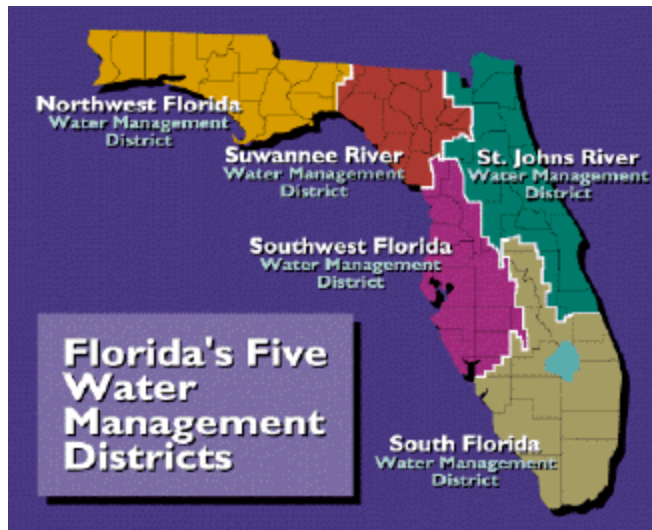 Northwest Florida
Water Management
District
Suwannee River
Water Management
District
St. Johns River
Water Management
District
Southwest Florida
Water Management
District
Florida's Five
Water
Management
Districts
South Florida
Water Management
District